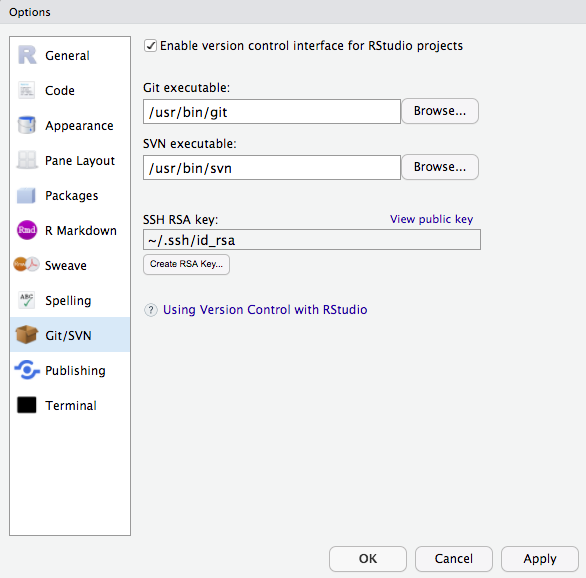 Options
R General
Code
Appearance
Pane Layout
Packages
Rmd R Markdown
Sweave
ABC Spelling
Git/SVN
Publishing
Terminal
Enable version control interface for RStudio projects
Git executable:
/usr/bin/git Browse...
SVN executable:
/usr/bin/svn Browse...
SSH RSA key: View public key
~/.ssh/id_rsa
Create RSA Key...
? Using Version Control with RStudio
OK Cancel Apply